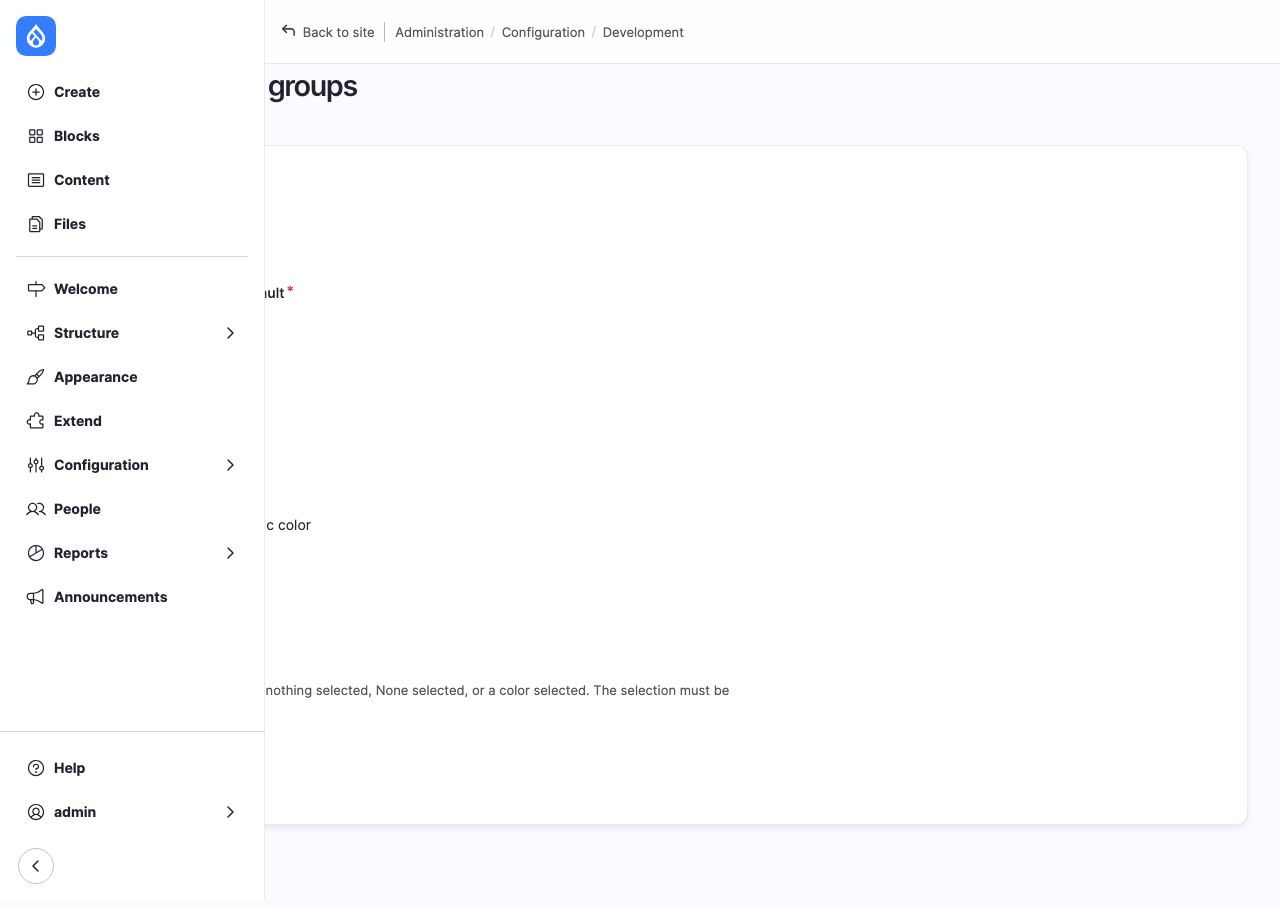 Back to site
Administration / Configuration / Development
groups
Create
Blocks
Content
Files
Welcome
Structure
Appearance
Extend
Configuration
People
Reports
Announcements
Help
admin
ault *
c color
nothing selected, None selected, or a color selected. The selection must be